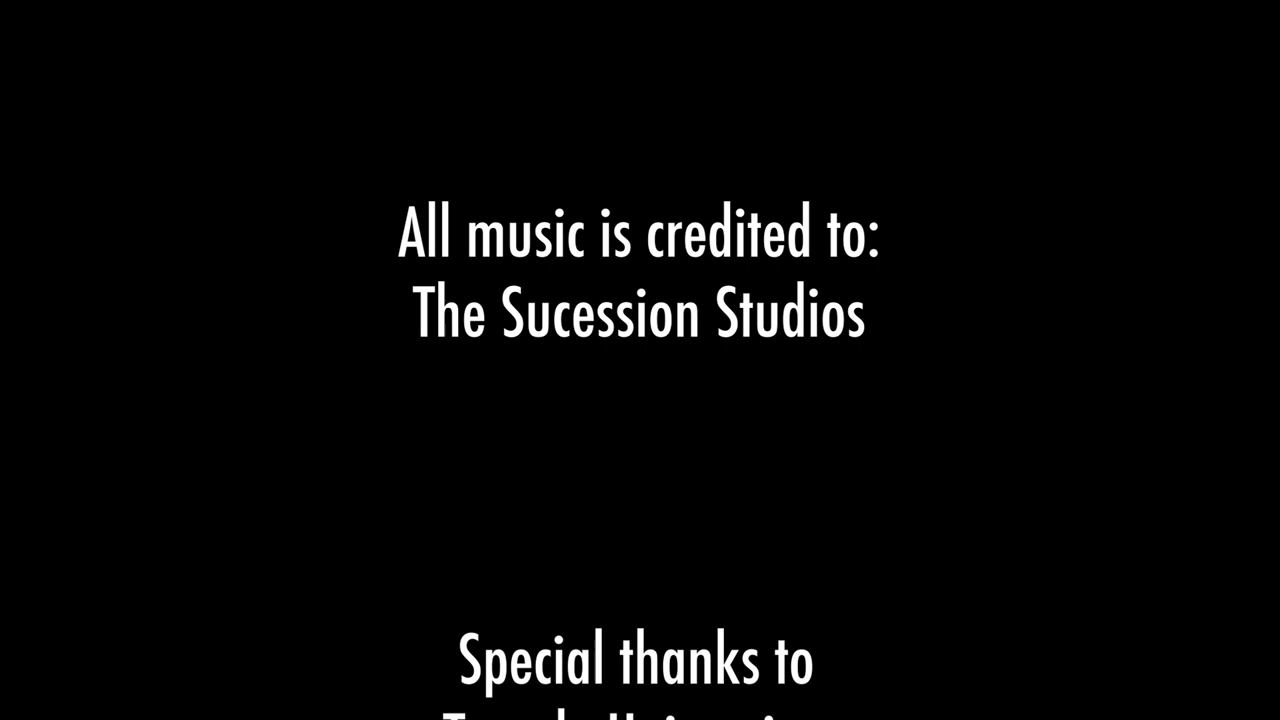 All music is credited to:
The Sucession Studios
Special thanks to